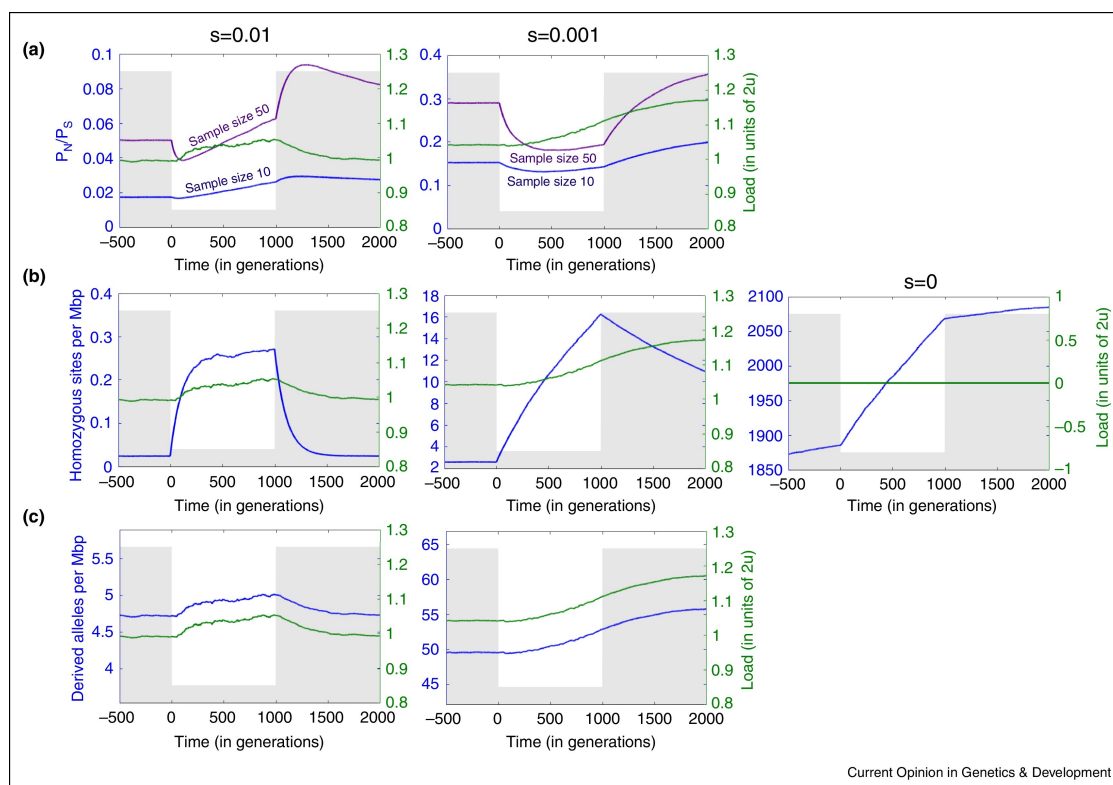 s=0.01
s=0.001
(a)
0.1
0.08
0.06
0.04
0.02
0
PN/PS
Sample size 50
Sample size 10
1.3
1.2
1.1
1
0.9
0.8
–500 0 500 1000 1500 2000
Time (in generations)
0.4
0.3
0.2
0.1
0
Sample size 50
Sample size 10
1.3
1.2
1.1
1
0.9
0.8
Load (in units of 2u)
–500 0 500 1000 1500 2000
Time (in generations)
(b)
s=0
Homozygous sites per Mbp
0.4
0.3
0.2
0.1
0
1.3
1.2
1.1
1
0.9
0.8
–500 0 500 1000 1500 2000
Time (in generations)
18
16
14
12
10
8
6
4
2
1.3
1.2
1.1
1
0.9
0.8
–500 0 500 1000 1500 2000
Time (in generations)
2100
2050
2000
1950
1900
1850
1
0.5
0
–0.5
–1
Load (in units of 2u)
–500 0 500 1000 1500 2000
Time (in generations)
(c)
Derived alleles per Mbp
5.5
5
4.5
4
1.3
1.2
1.1
1
0.9
0.8
–500 0 500 1000 1500 2000
Time (in generations)
65
60
55
50
45
1.3
1.2
1.1
1
0.9
0.8
Load (in units of 2u)
–500 0 500 1000 1500 2000
Time (in generations)
Current Opinion in Genetics & Development